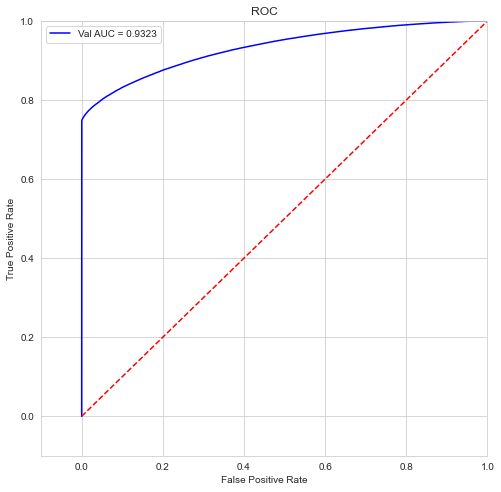 ROC
Val AUC = 0.9323
1.0
0.8
0.6
0.4
0.2
0.0
True Positive Rate
0.0 0.2 0.4 0.6 0.8 1.0
False Positive Rate